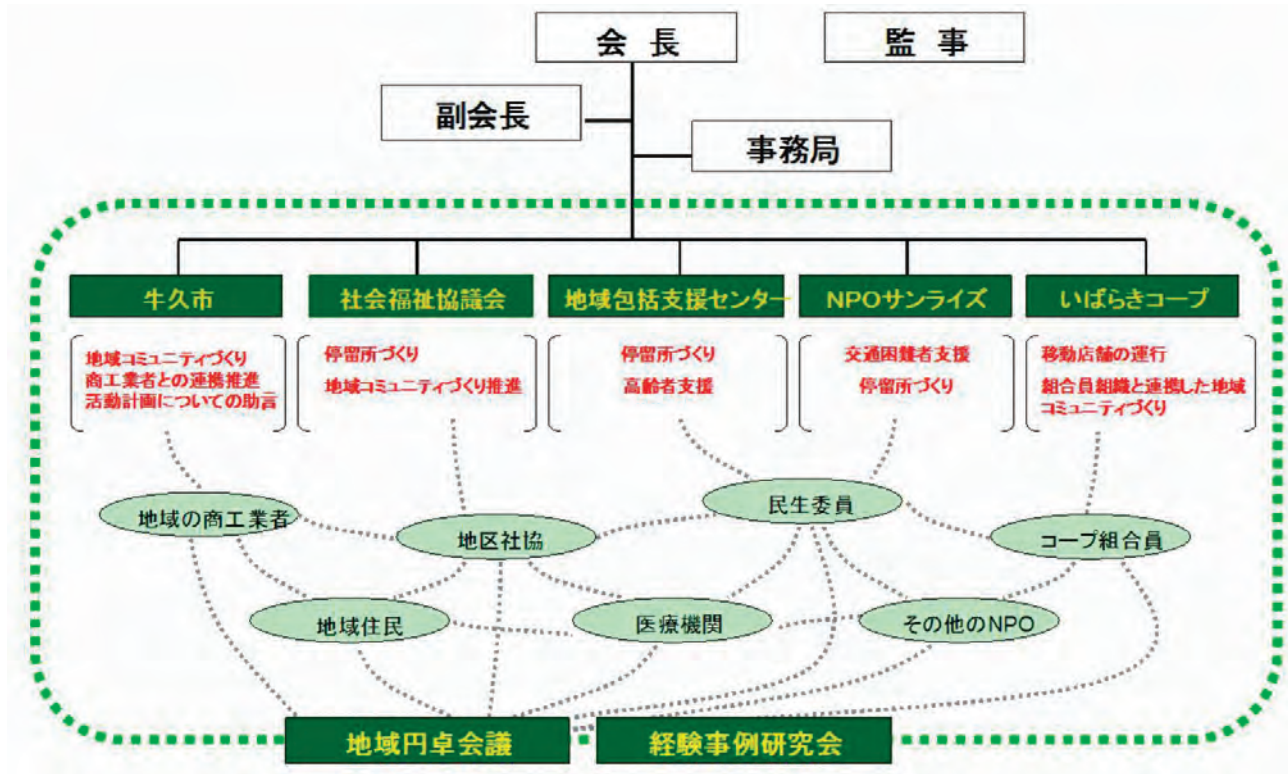 会 長
監 事
副会長
事務局
牛久市
社会福祉協議会
地域包括支援センター
NPOサンライズ
いばらきコープ
地域コミュニティづくり
商工業者との連携推進
活動計画についての助言
停留所づくり
地域コミュニティづくり推進
停留所づくり
高齢者支援
交通困難者支援
停留所づくり
移動店舗の運行
組合員組織と連携した地域
コミュニティづくり
地域の商工業者
地区社協
民生委員
コープ組合員
地域住民
医療機関
その他のNPO
地域円卓会議
経験事例研究会